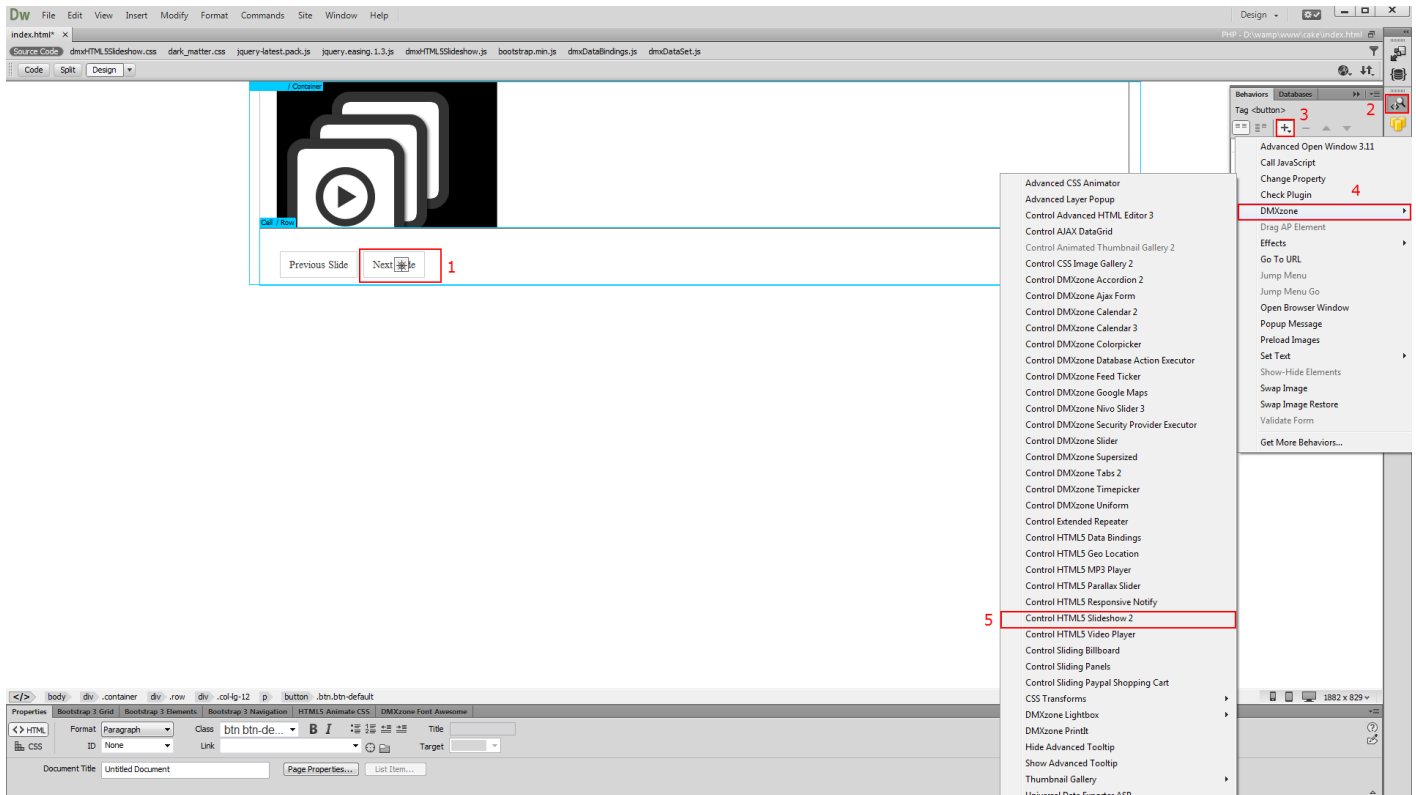 Dw File Edit View Insert Modify Format Commands Site Window Help Design
index.html* × PHP - D:\wamp\www\cake\index.html
Source Code dmxHTML5Slideshow.css dark_matter.css jquery-latest.pack.js jquery.easing.1.3.js dmxHTML5Slideshow.js bootstrap.min.js dmxDataBindings.js dmxDataSet.js
Code Split Design
/ Container
Cell / Row
Previous Slide Next
1
Behaviors Databases
2
Tag <button>
3
4
Advanced Open Window 3.11
Call JavaScript
Change Property
Check Plugin
DMXzone
Drag AP Element
Effects
Go To URL
Jump Menu
Jump Menu Go
Open Browser Window
Popup Message
Preload Images
Set Text
Show-Hide Elements
Swap Image
Swap Image Restore
Validate Form
Get More Behaviors...
Advanced CSS Animator
Advanced Layer Popup
Control Advanced HTML Editor 3
Control AJAX DataGrid
Control Animated Thumbnail Gallery 2
Control CSS Image Gallery 2
Control DMXzone Accordion 2
Control DMXzone Ajax Form
Control DMXzone Calendar 2
Control DMXzone Calendar 3
Control DMXzone Colorpicker
Control DMXzone Database Action Executor
Control DMXzone Feed Ticker
Control DMXzone Google Maps
Control DMXzone Nivo Slider 3
Control DMXzone Security Provider Executor
Control DMXzone Slider
Control DMXzone Supersized
Control DMXzone Tabs 2
Control DMXzone Timepicker
Control DMXzone Uniform
Control Extended Repeater
Control HTML5 Data Bindings
Control HTML5 Geo Location
Control HTML5 MP3 Player
Control HTML5 Parallax Slider
Control HTML5 Responsive Notify
5 Control HTML5 Slideshow 2
Control HTML5 Video Player
Control Sliding Billboard
Control Sliding Panels
Control Sliding Paypal Shopping Cart
CSS Transforms
DMXzone Lightbox
DMXzone PrintIt
Hide Advanced Tooltip
Show Advanced Tooltip
Thumbnail Gallery
Universal Data Exporter ASP
</> body div .container div .row div .col-lg-12 p button .btn.btn-default 1882 x 829
Properties Bootstrap 3 Grid Bootstrap 3 Elements Bootstrap 3 Navigation HTML5 Animate CSS DMXzone Font Awesome
<> HTML Format Paragraph Class btn btn-de... B I Title
CSS ID None Link Target
Document Title Untitled Document Page Properties... List Item...